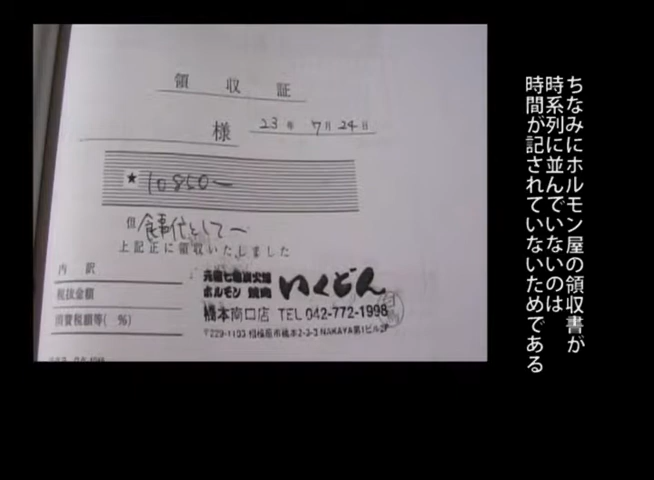 ちなみにホルモン屋の領収書が
時系列に並んでいないのは
時間が記されていないためである
領収証
様 23年 7月24日
★ 10850ー
但 食事代として〜
上記正に領収いたしました
内訳
税抜金額
消費税額等( %)
元祖七輪炭火焼
ホルモン 焼肉 いくどん
橋本南口店 TEL 042-772-1998
〒229-1103 相模原市橋本2-3-2 NAKAYA第1ビル2F